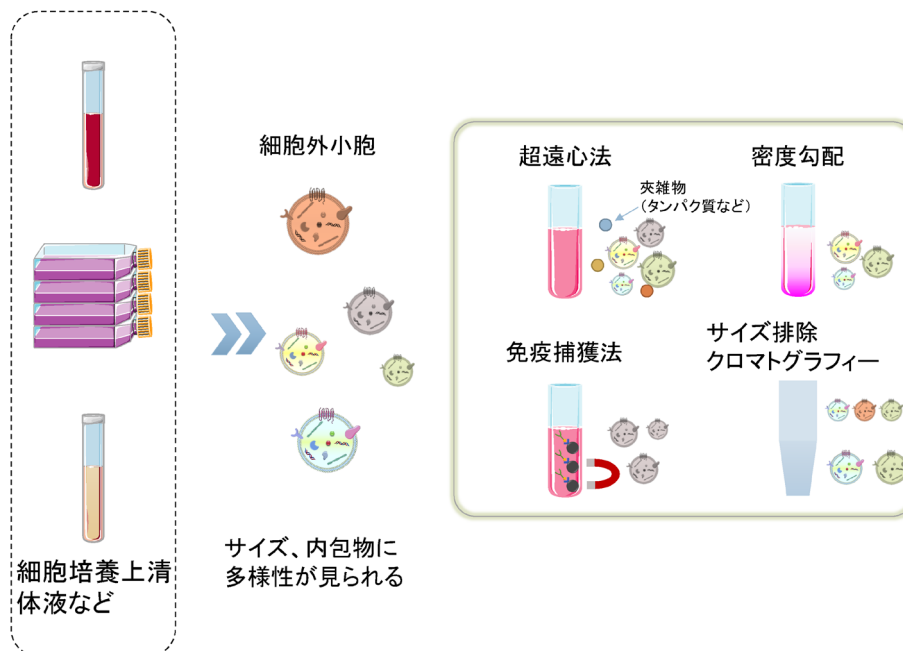 細胞培養上清
体液など
細胞外小胞
サイズ、内包物に
多様性が見られる
超遠心法
夾雑物
(タンパク質など)
密度勾配
免疫捕獲法
サイズ排除
クロマトグラフィー